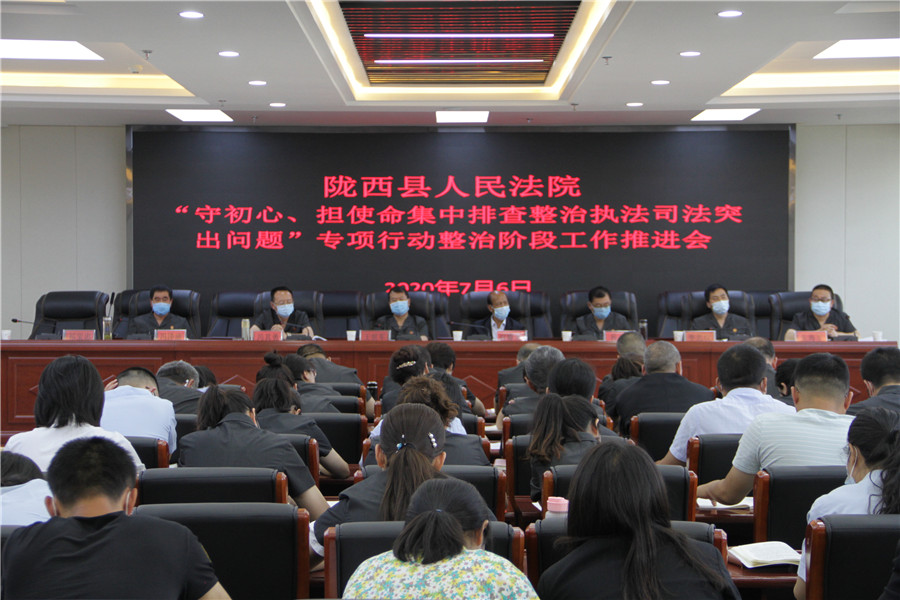 陇西县人民法院
“守初心、担使命集中排查整治执法司法突
出问题”专项行动整治阶段工作推进会
2020年7月6日